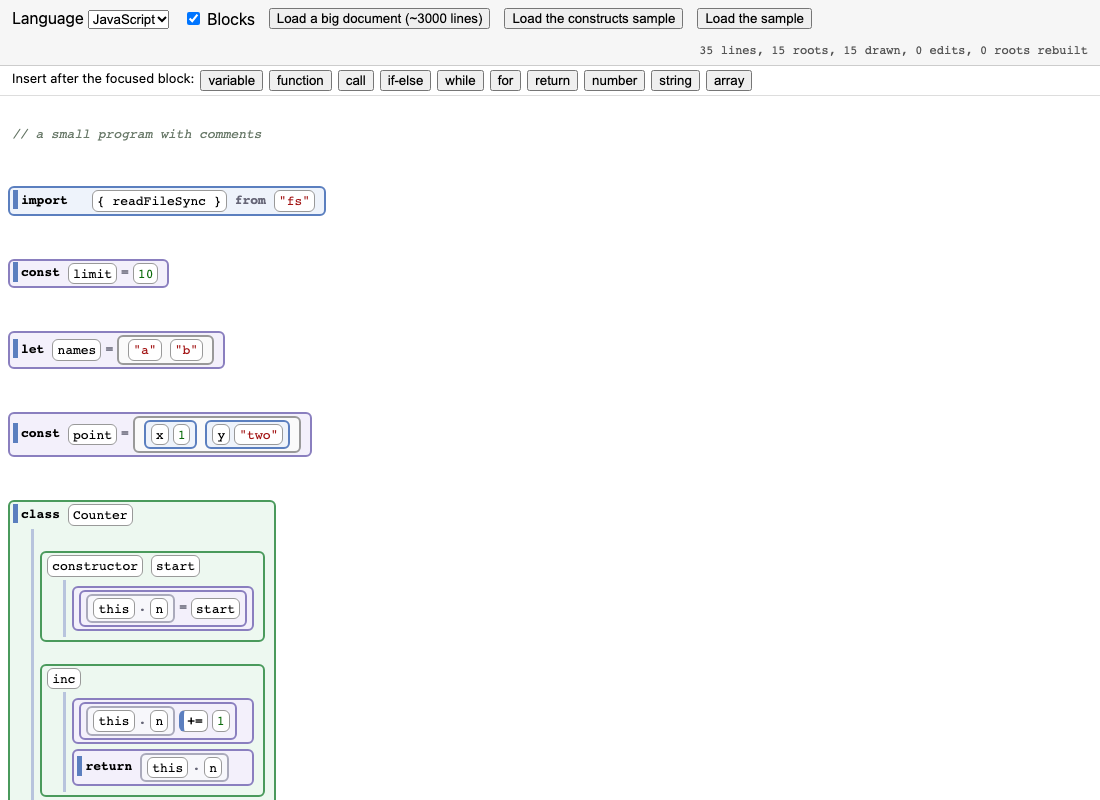 Language JavaScript Blocks Load a big document (~3000 lines) Load the constructs sample Load the sample
35 lines, 15 roots, 15 drawn, 0 edits, 0 roots rebuilt
Insert after the focused block: variable function call if-else while for return number string array
// a small program with comments
import { readFileSync } from "fs"
const limit = 10
let names = "a" "b"
const point = x 1 y "two"
class Counter
constructor start
this . n = start
inc
this . n += 1
return this . n